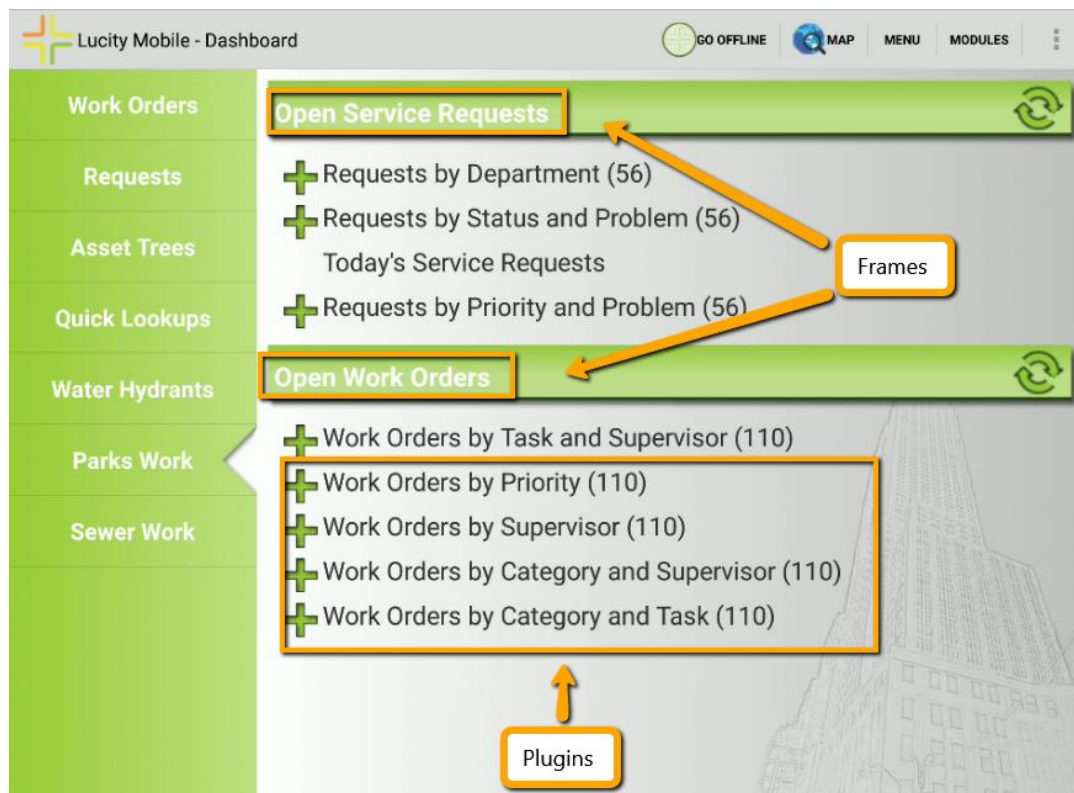 Lucity Mobile - Dashboard
GO OFFLINE
MAP
MENU
MODULES
Work Orders
Requests
Asset Trees
Quick Lookups
Water Hydrants
Parks Work
Sewer Work
Open Service Requests
Requests by Department (56)
Requests by Status and Problem (56)
Today's Service Requests
Requests by Priority and Problem (56)
Frames
Open Work Orders
Work Orders by Task and Supervisor (110)
Work Orders by Priority (110)
Work Orders by Supervisor (110)
Work Orders by Category and Supervisor (110)
Work Orders by Category and Task (110)
Plugins